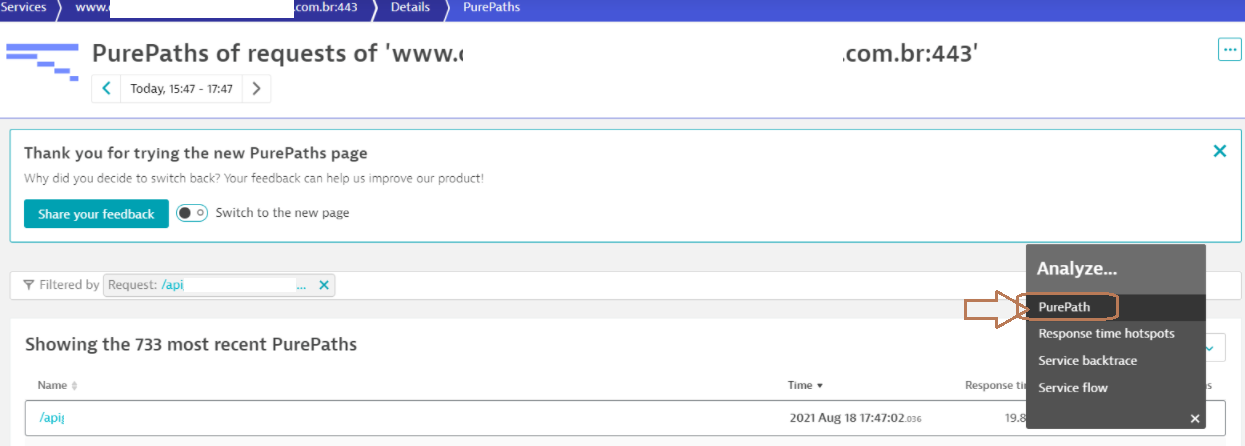 Services www. .com.br:443 Details PurePaths
PurePaths of requests of 'www. .com.br:443'
...
Today, 15:47 - 17:47
Thank you for trying the new PurePaths page
Why did you decide to switch back? Your feedback can help us improve our product!
Share your feedback Switch to the new page
Filtered by Request: /api ...
Analyze...
PurePath
Response time hotspots
Service backtrace
Service flow
Showing the 733 most recent PurePaths
Name Time Response
/apig 2021 Aug 18 17:47:02.036 19.8